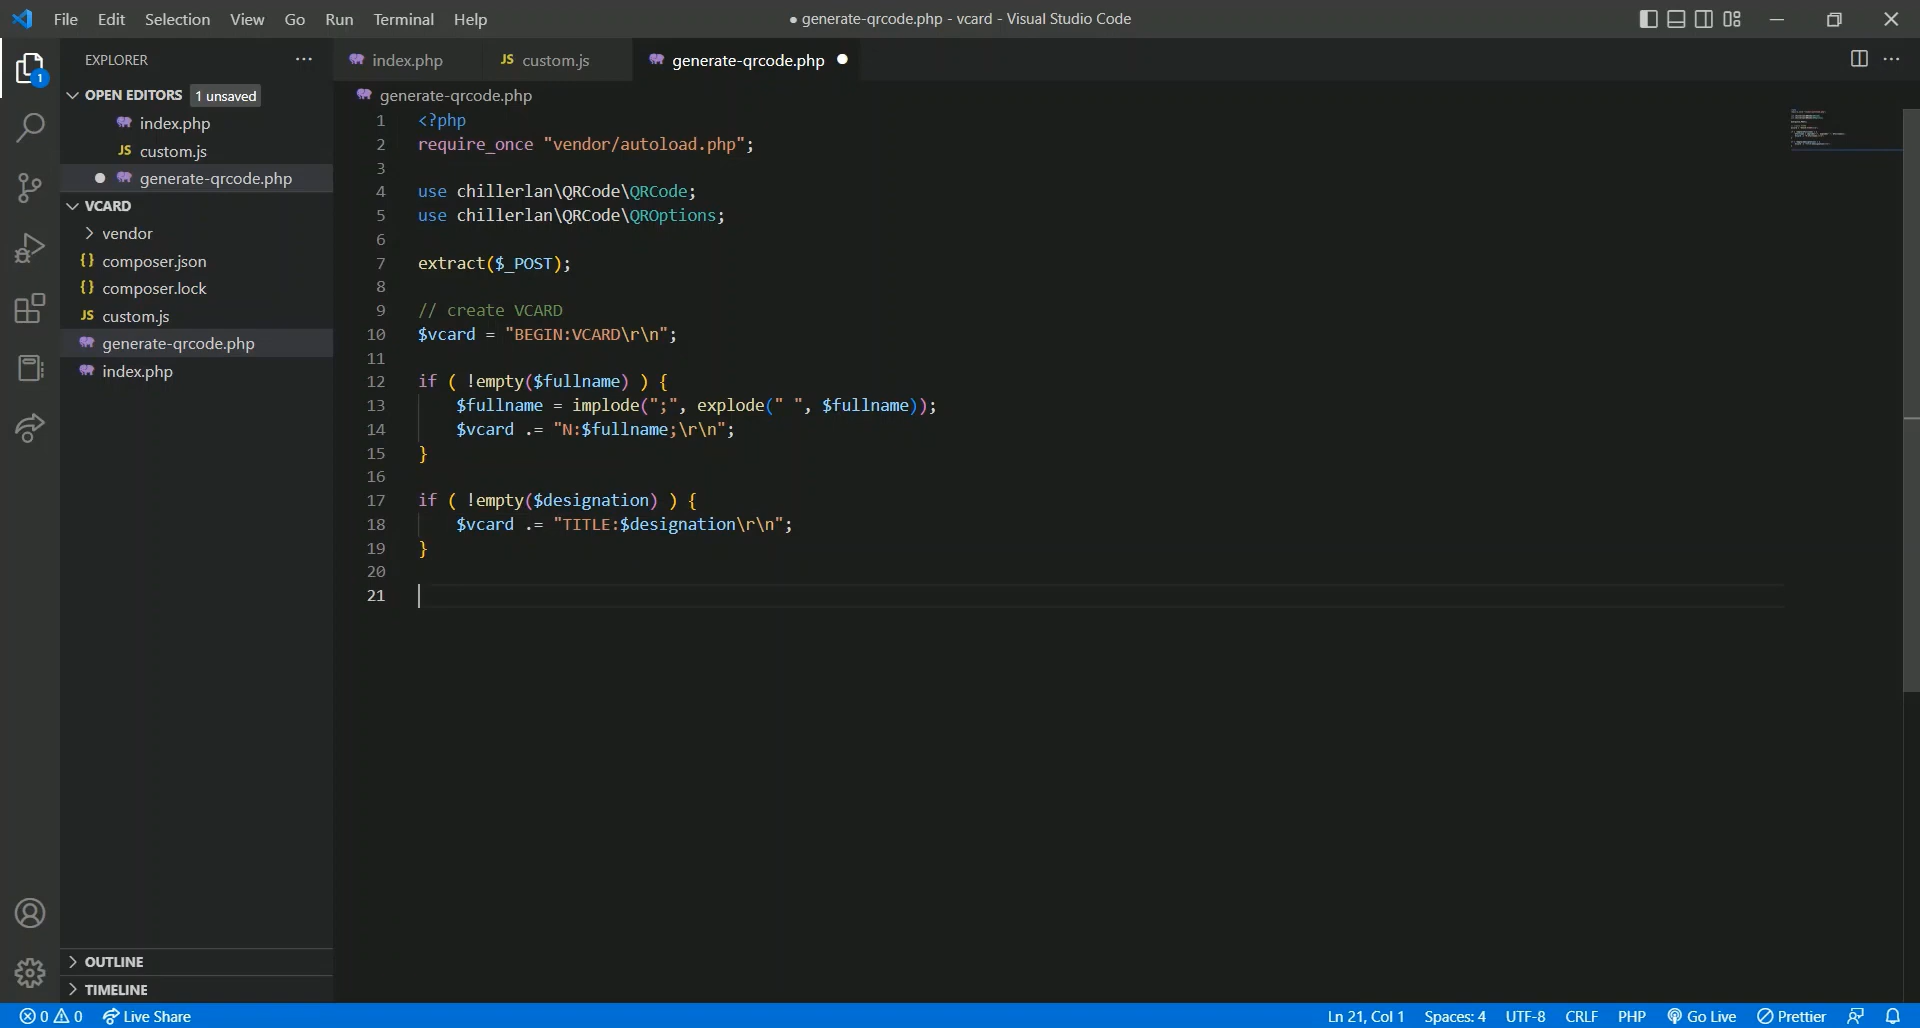 File Edit Selection View Go Run Terminal Help
● generate-qrcode.php - vcard - Visual Studio Code
EXPLORER
1
OPEN EDITORS 1 unsaved
index.php
JS custom.js
generate-qrcode.php
VCARD
vendor
{} composer.json
{} composer.lock
JS custom.js
generate-qrcode.php
index.php
OUTLINE
TIMELINE
index.php JS custom.js generate-qrcode.php
generate-qrcode.php
1 <?php
2 require_once "vendor/autoload.php";
3
4 use chillerlan\QRCode\QRCode;
5 use chillerlan\QRCode\QROptions;
6
7 extract($_POST);
8
9 // create VCARD
10 $vcard = "BEGIN:VCARD\r\n";
11
12 if ( !empty($fullname) ) {
13     $fullname = implode(";", explode(" ", $fullname));
14     $vcard .= "N:$fullname;\r\n";
15 }
16
17 if ( !empty($designation) ) {
18     $vcard .= "TITLE:$designation\r\n";
19 }
20
21
0 0 Live Share Ln 21, Col 1 Spaces: 4 UTF-8 CRLF PHP Go Live Prettier